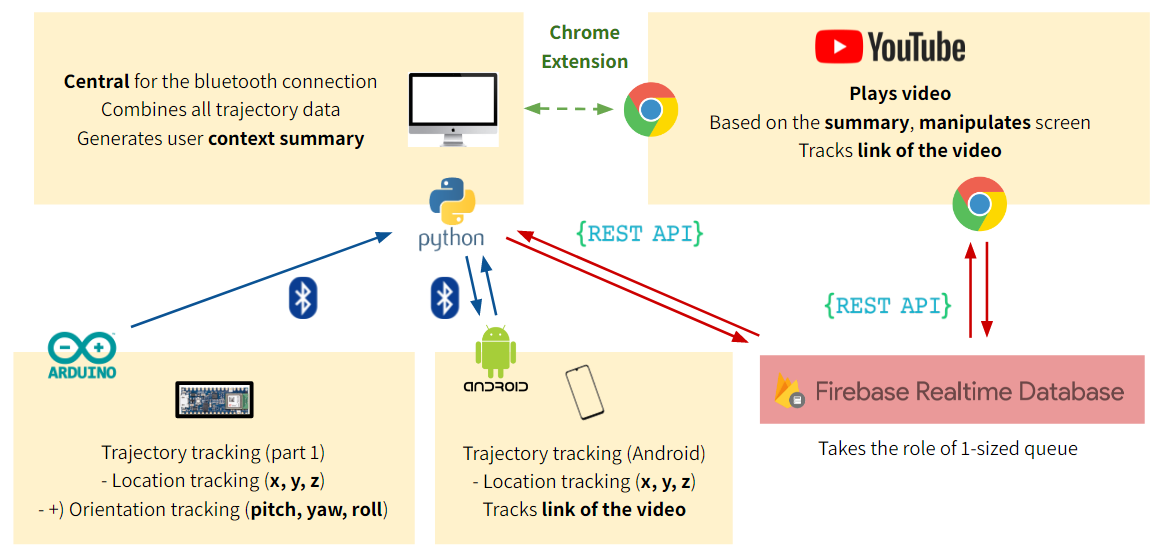 Central for the bluetooth connection
Combines all trajectory data
Generates user context summary
python
Chrome
Extension
YouTube
Plays video
Based on the summary, manipulates screen
Tracks link of the video
{REST API}
{REST API}
ARDUINO
Trajectory tracking (part 1)
- Location tracking (x, y, z)
- +) Orientation tracking (pitch, yaw, roll)
ANDROID
Trajectory tracking (Android)
- Location tracking (x, y, z)
Tracks link of the video
Firebase Realtime Database
Takes the role of 1-sized queue